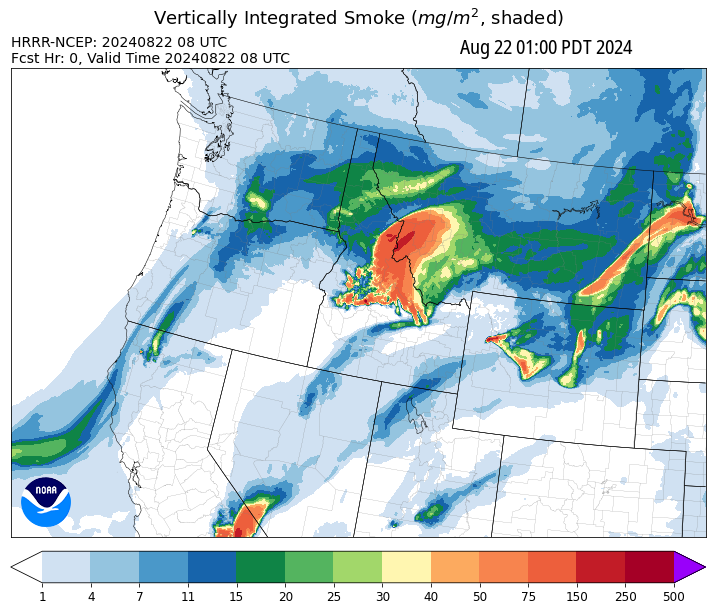 Vertically Integrated Smoke (mg/m², shaded)
HRRR-NCEP: 20240822 08 UTC
Aug 22 01:00 PDT 2024
Fcst Hr: 0, Valid Time 20240822 08 UTC
NOAA
1 4 7 11 15 20 25 30 40 50 75 150 250 500